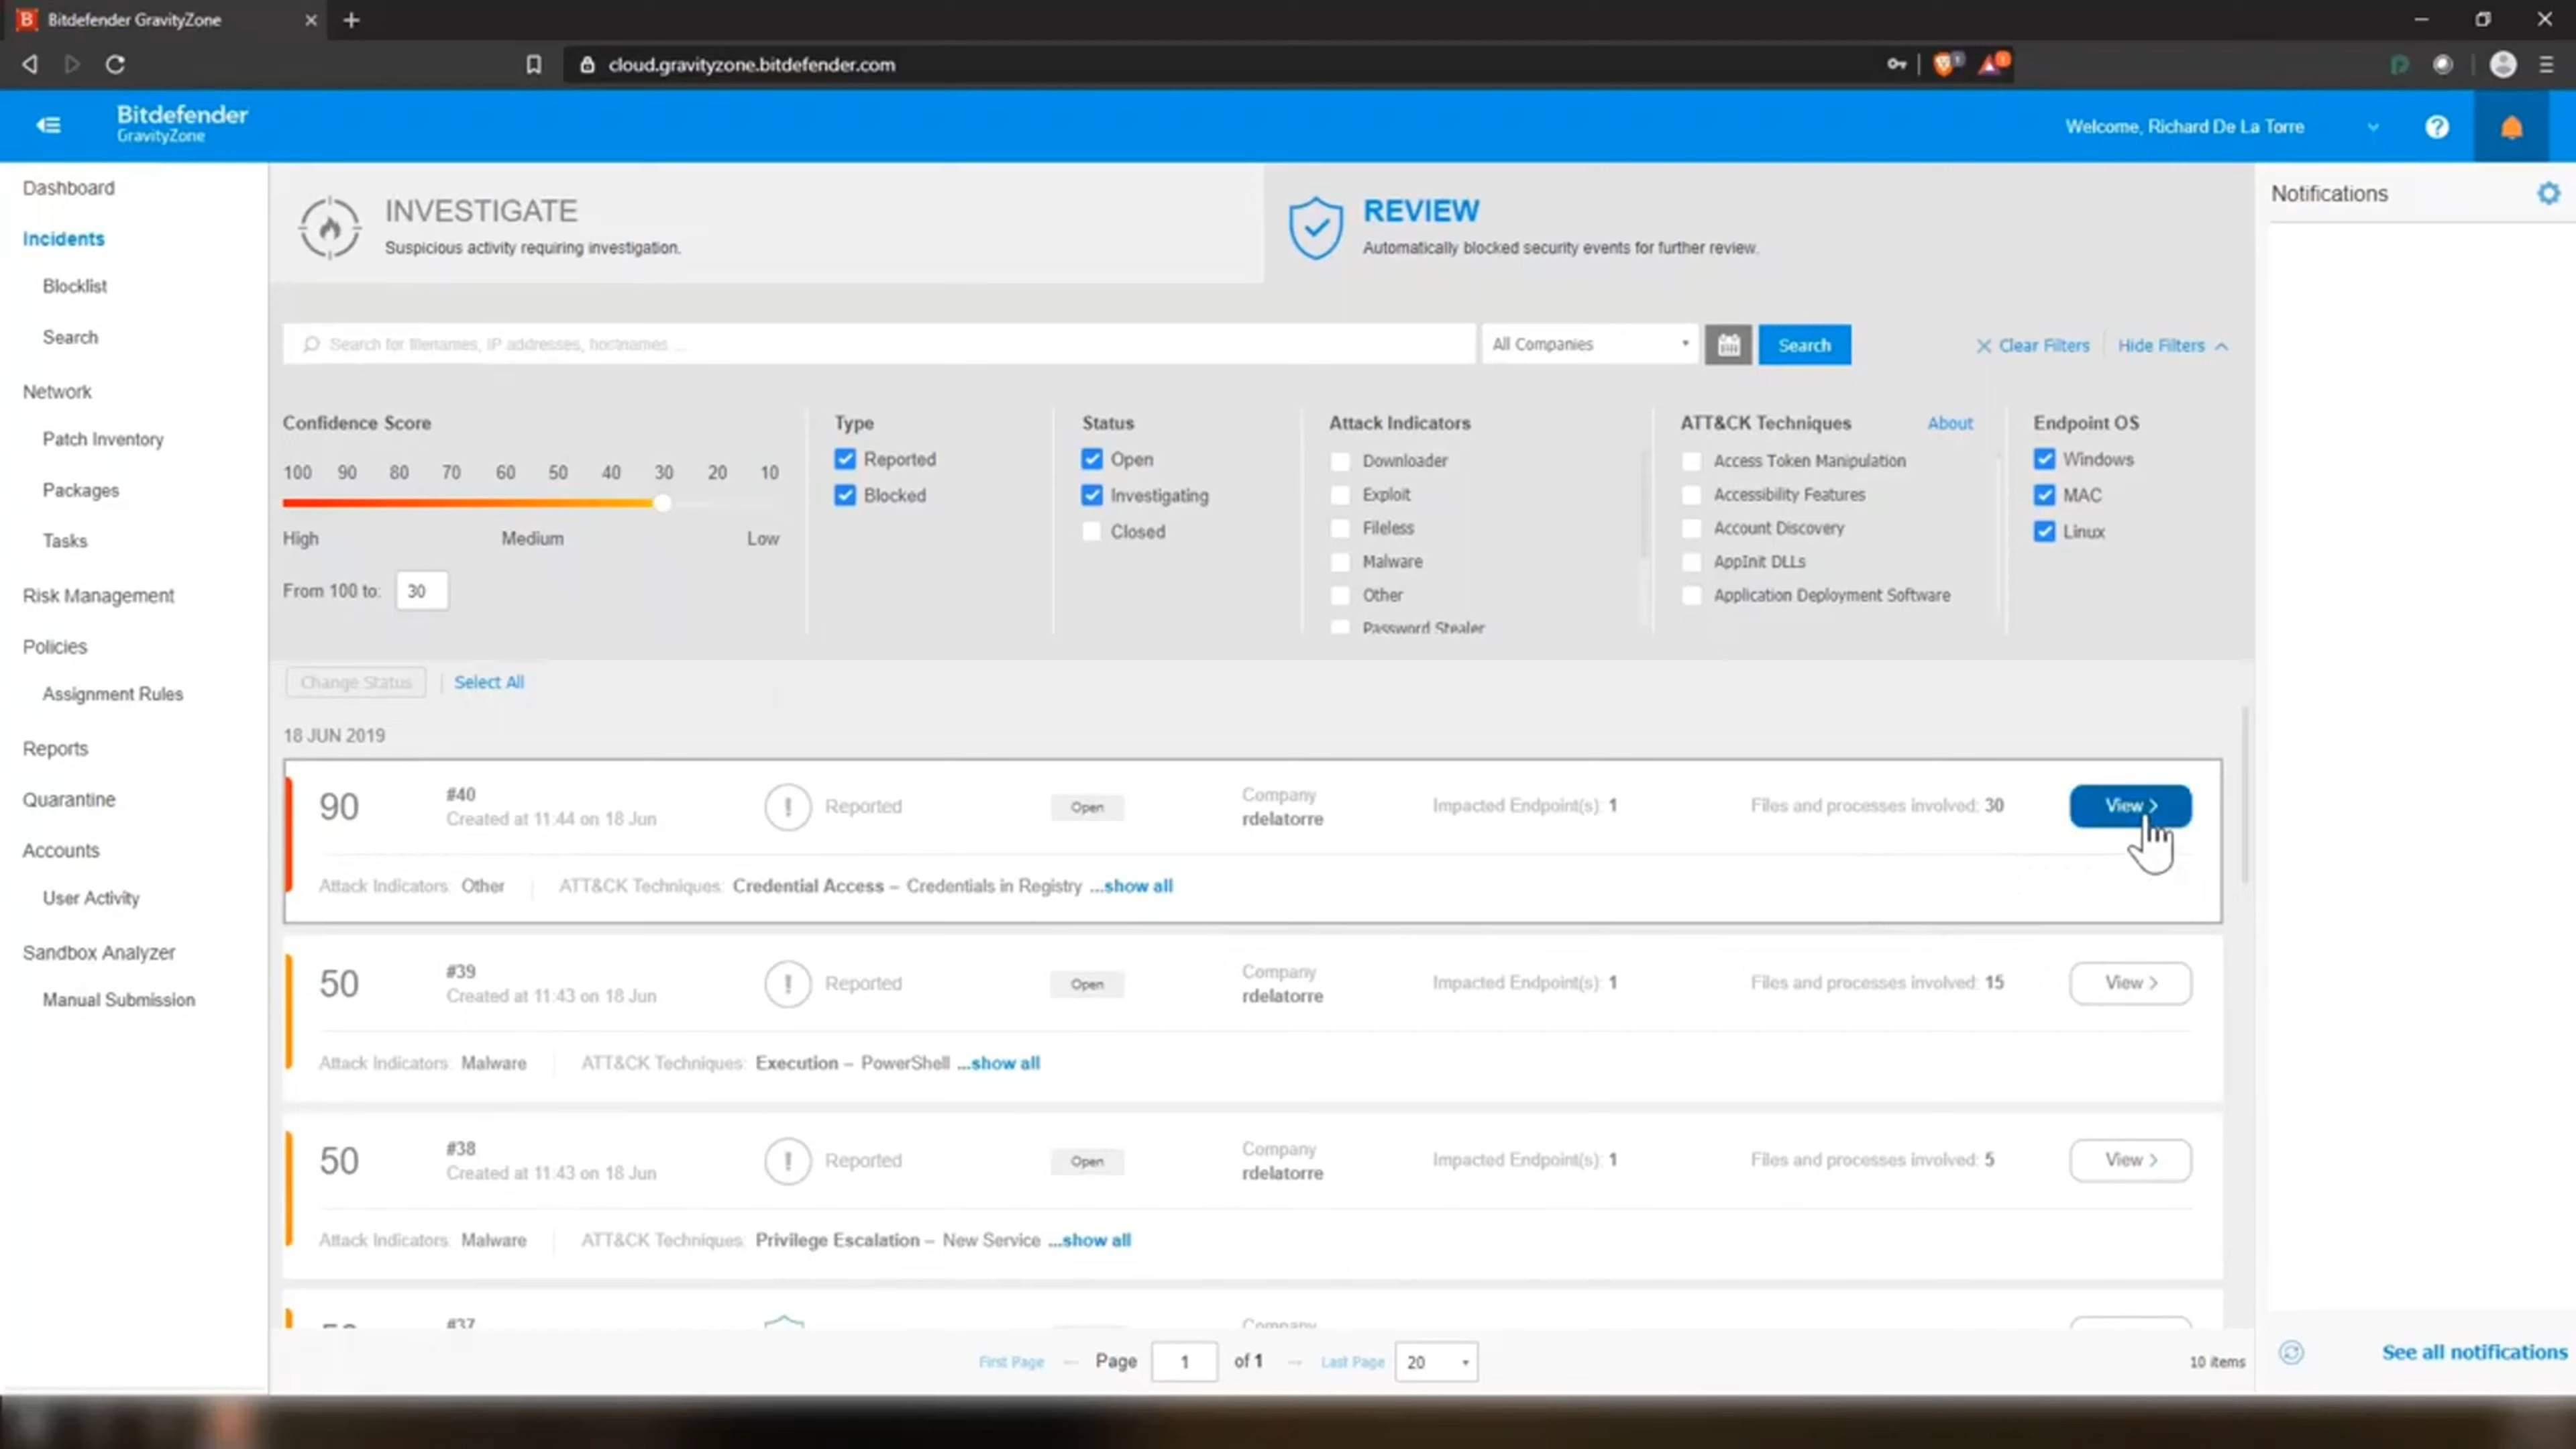 Bitdefender GravityZone
cloud.gravityzone.bitdefender.com
Bitdefender
GravityZone
Welcome, Richard De La Torre
Dashboard
Incidents
Blocklist
Search
Network
Patch Inventory
Packages
Tasks
Risk Management
Policies
Assignment Rules
Reports
Quarantine
Accounts
User Activity
Sandbox Analyzer
Manual Submission
INVESTIGATE
Suspicious activity requiring investigation.
REVIEW
Automatically blocked security events for further review.
Search for filenames, IP addresses, hostnames ...
All Companies
Search
Clear Filters
Hide Filters
Confidence Score
100 90 80 70 60 50 40 30 20 10
High Medium Low
From 100 to: 30
Type
Reported
Blocked
Status
Open
Investigating
Closed
Attack Indicators
Downloader
Exploit
Fileless
Malware
Other
Password Stealer
ATT&CK Techniques About
Access Token Manipulation
Accessibility Features
Account Discovery
AppInit DLLs
Application Deployment Software
Endpoint OS
Windows
MAC
Linux
Change Status Select All
18 JUN 2019
90
#40
Created at 11:44 on 18 Jun
Reported
Open
Company
rdelatorre
Impacted Endpoint(s): 1
Files and processes involved: 30
View >
Attack Indicators: Other ATT&CK Techniques: Credential Access – Credentials in Registry ...show all
50
#39
Created at 11:43 on 18 Jun
Reported
Open
Company
rdelatorre
Impacted Endpoint(s): 1
Files and processes involved: 15
View >
Attack Indicators: Malware ATT&CK Techniques: Execution – PowerShell ...show all
50
#38
Created at 11:43 on 18 Jun
Reported
Open
Company
rdelatorre
Impacted Endpoint(s): 1
Files and processes involved: 5
View >
Attack Indicators: Malware ATT&CK Techniques: Privilege Escalation – New Service ...show all
#37
Company
First Page Page 1 of 1 Last Page 20
10 items
Notifications
See all notifications